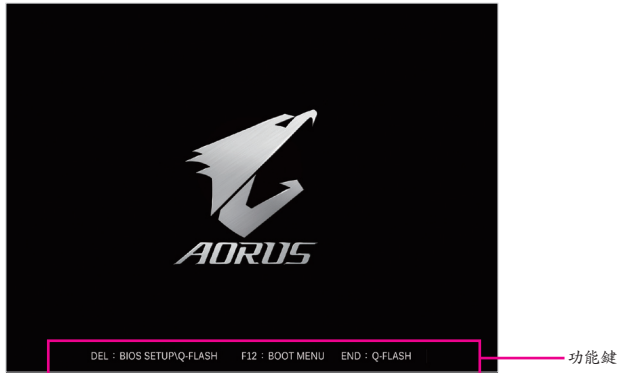 AORUS
DEL：BIOS SETUP\Q-FLASH F12：BOOT MENU END：Q-FLASH
功能鍵